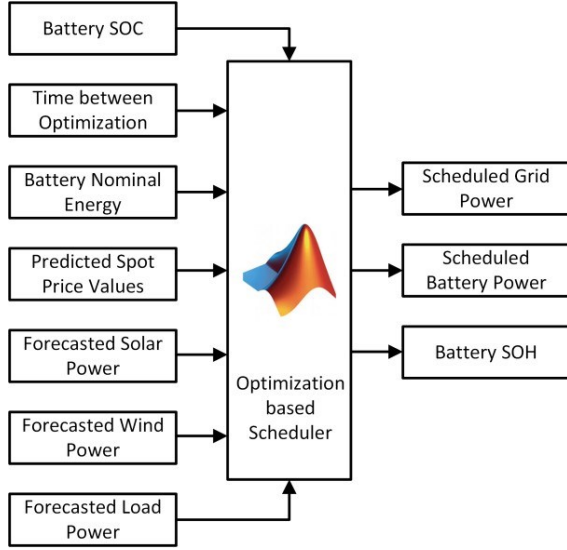 Battery SOC
Time between
Optimization
Battery Nominal
Energy
Predicted Spot
Price Values
Forecasted Solar
Power
Forecasted Wind
Power
Forecasted Load
Power
Optimization
based
Scheduler
Scheduled Grid
Power
Scheduled
Battery Power
Battery SOH